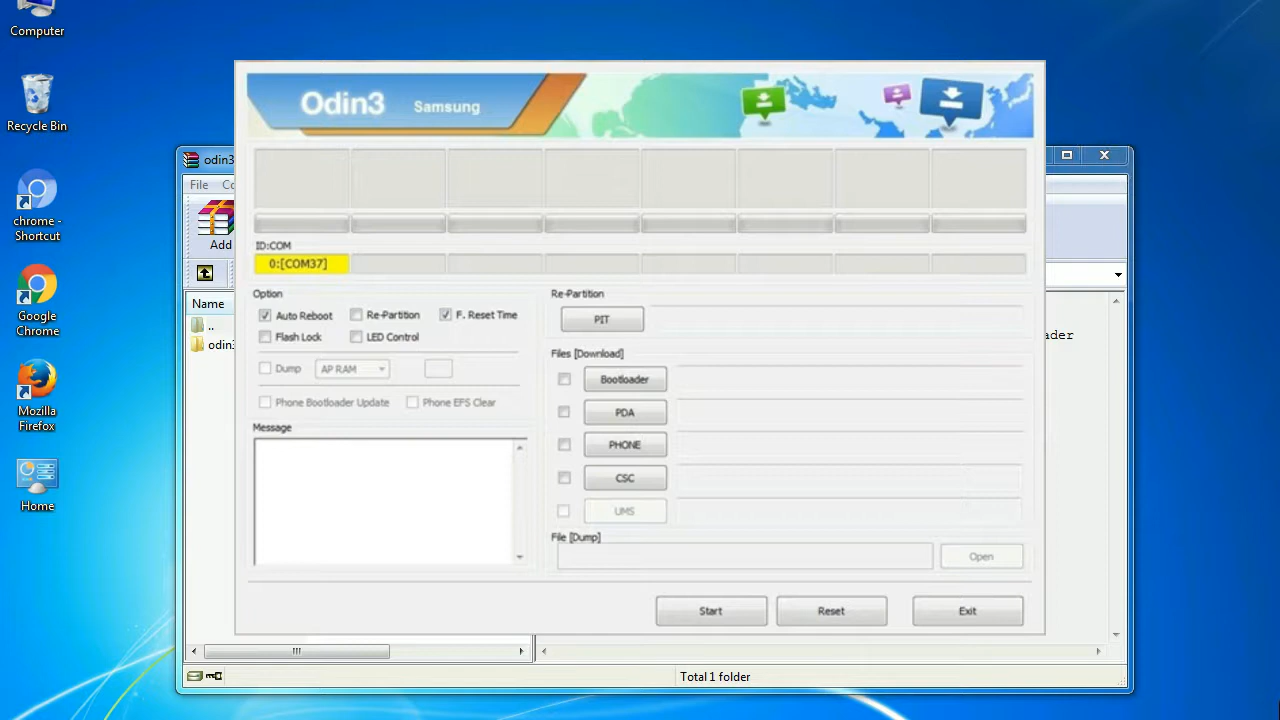 Computer
Recycle Bin
chrome -
Shortcut
Google
Chrome
Mozilla
Firefox
Home
odin3
File
Add
Name
..
odin3
Odin3 Samsung
ID:COM
0:[COM37]
Option
Auto Reboot Re-Partition F. Reset Time
Flash Lock LED Control
Dump AP RAM
Phone Bootloader Update Phone EFS Clear
Message
Re-Partition
PIT
Files [Download]
Bootloader
PDA
PHONE
CSC
UMS
File [Dump]
Open
Start Reset Exit
ader
Total 1 folder